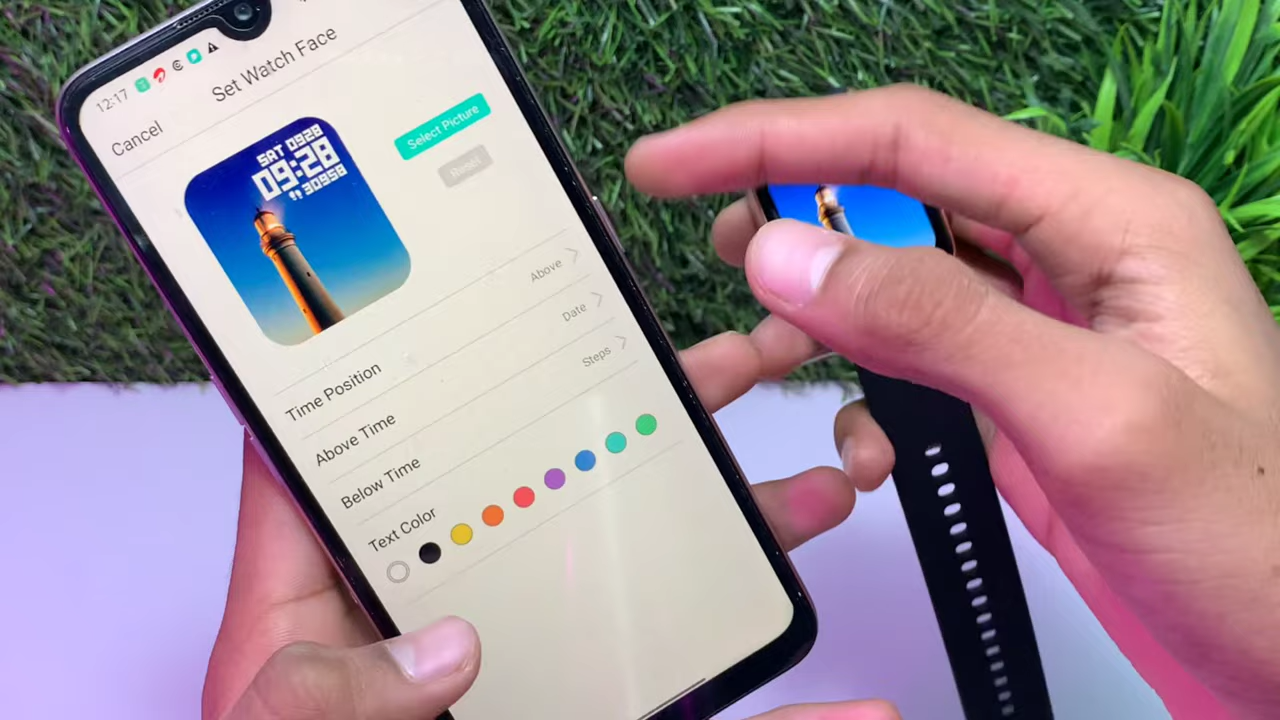 12:17
Set Watch Face
Cancel
SAT 0928
09:28
30958
Select Picture
Reset
Time Position
Above
Above Time
Date
Below Time
Steps
Text Color